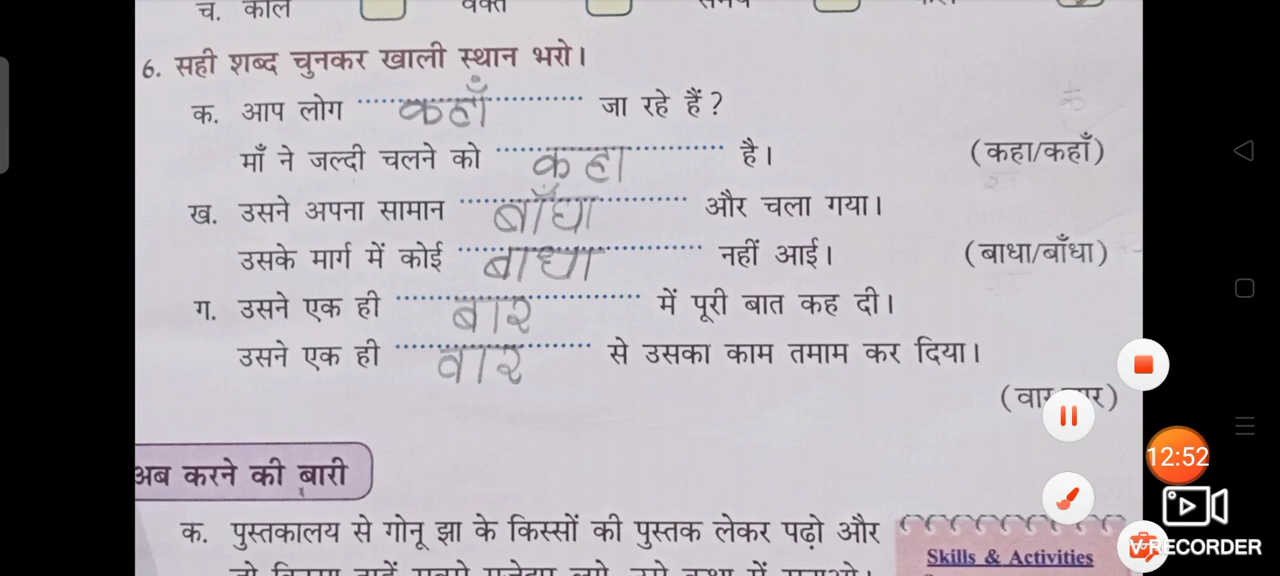 च. काल वक्त समय
6. सही शब्द चुनकर खाली स्थान भरो।
क. आप लोग कहाँ जा रहे हैं?
माँ ने जल्दी चलने को कहा है। (कहा/कहाँ)
ख. उसने अपना सामान बाँधा और चला गया।
उसके मार्ग में कोई बाधा नहीं आई। (बाधा/बाँधा)
ग. उसने एक ही बार में पूरी बात कह दी।
उसने एक ही वार से उसका काम तमाम कर दिया।
(वार
12:52
अब करने की बारी
V RECORDER
क. पुस्तकालय से गोनू झा के किस्सों की पुस्तक लेकर पढ़ो और
Skills & Activities